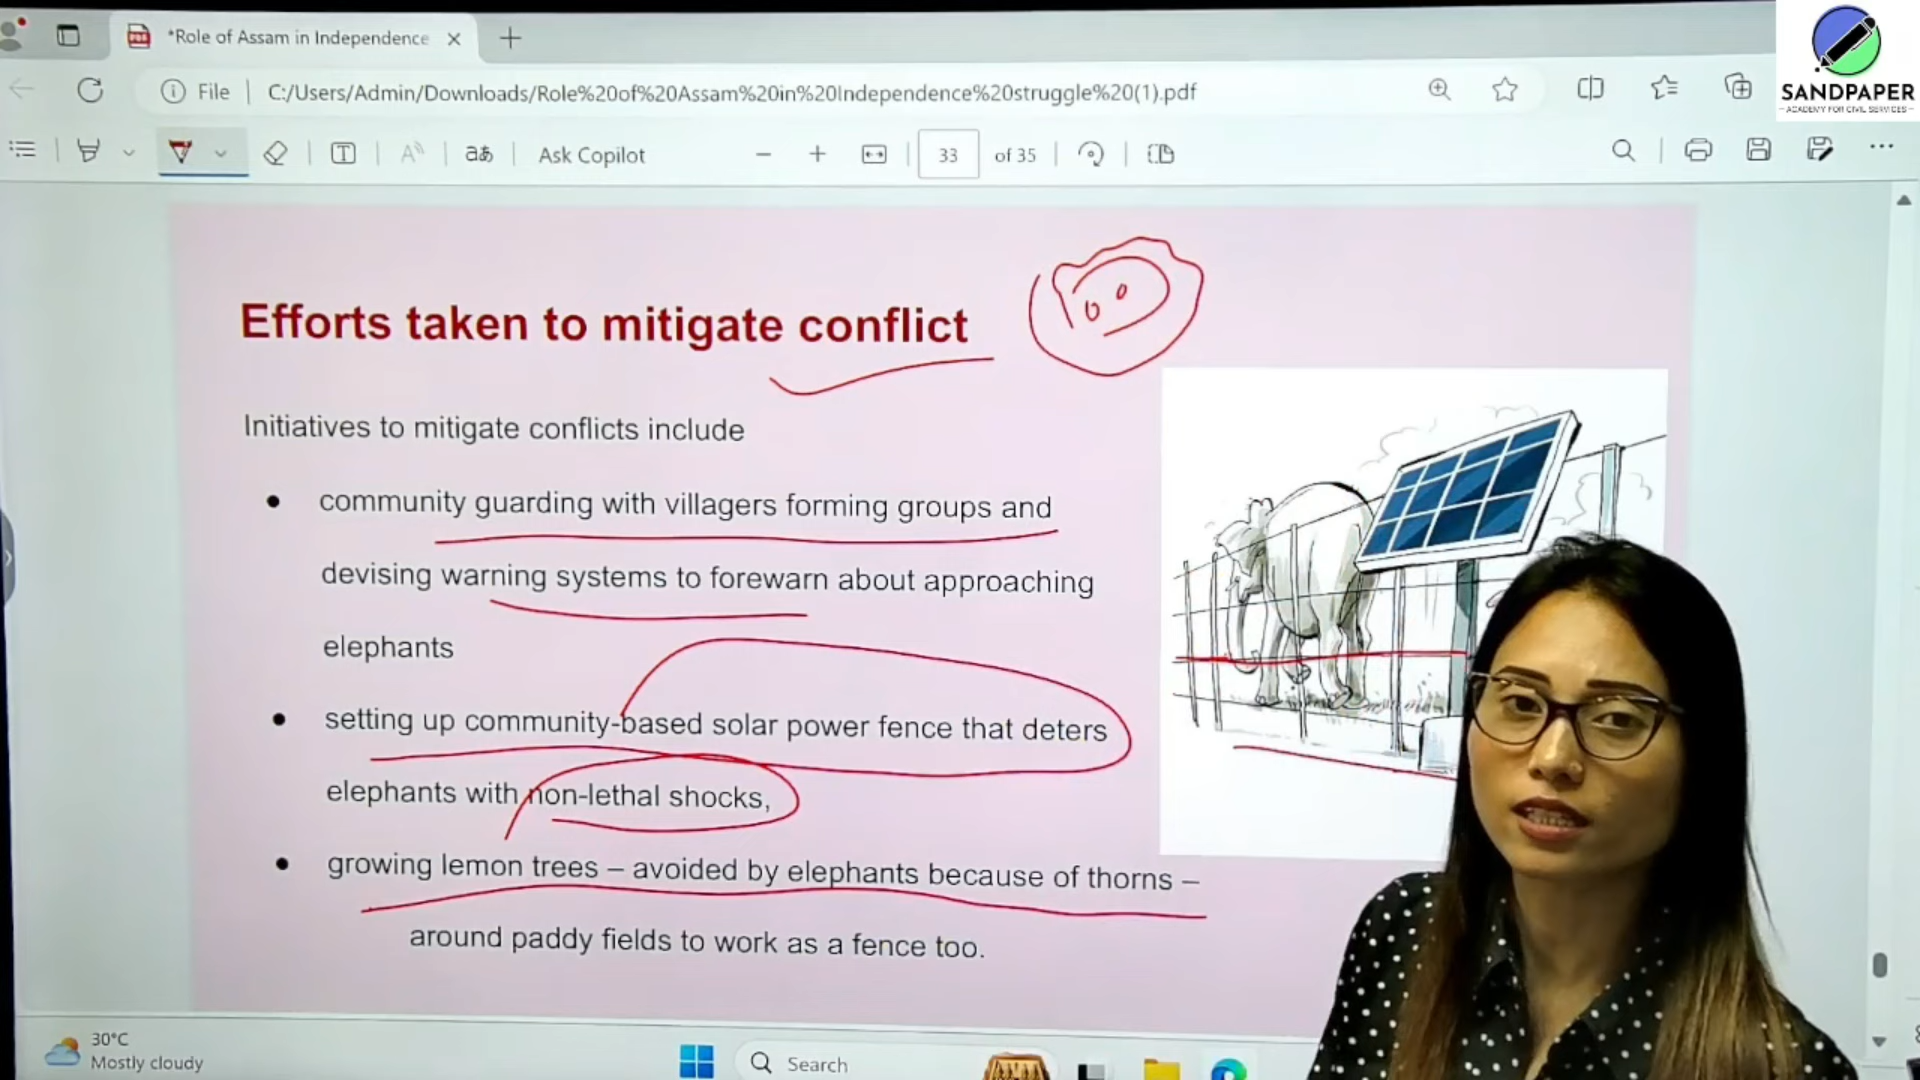 *Role of Assam in Independence
File
C:/Users/Admin/Downloads/Role%20of%20Assam%20in%20Independence%20struggle%20(1).pdf
SANDPAPER
– ACADEMY FOR CIVIL SERVICES –
Ask Copilot
33 of 35
Efforts taken to mitigate conflict
Initiatives to mitigate conflicts include
• community guarding with villagers forming groups and
devising warning systems to forewarn about approaching
elephants
• setting up community-based solar power fence that deters
elephants with non-lethal shocks,
• growing lemon trees – avoided by elephants because of thorns –
around paddy fields to work as a fence too.
30°C
Mostly cloudy
Search